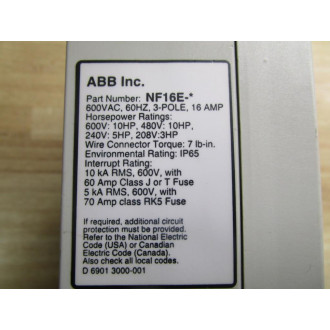 ABB Inc.
Part Number: NF16E-*
600VAC, 60HZ, 3-POLE, 16 AMP
Horsepower Ratings:
600V: 10HP, 480V: 10HP,
240V: 5HP, 208V:3HP
Wire Connector Torque: 7 lb-in.
Environmental Rating: IP65
Interrupt Rating:
10 kA RMS, 600V, with
60 Amp Class J or T Fuse
5 kA RMS, 600V, with
70 Amp class RK5 Fuse
If required, additional circuit
protection must be provided.
Refer to the National Electric
Code (USA) or Canadian
Electric Code (Canada).
Also check all local codes.
D 6901 3000-001